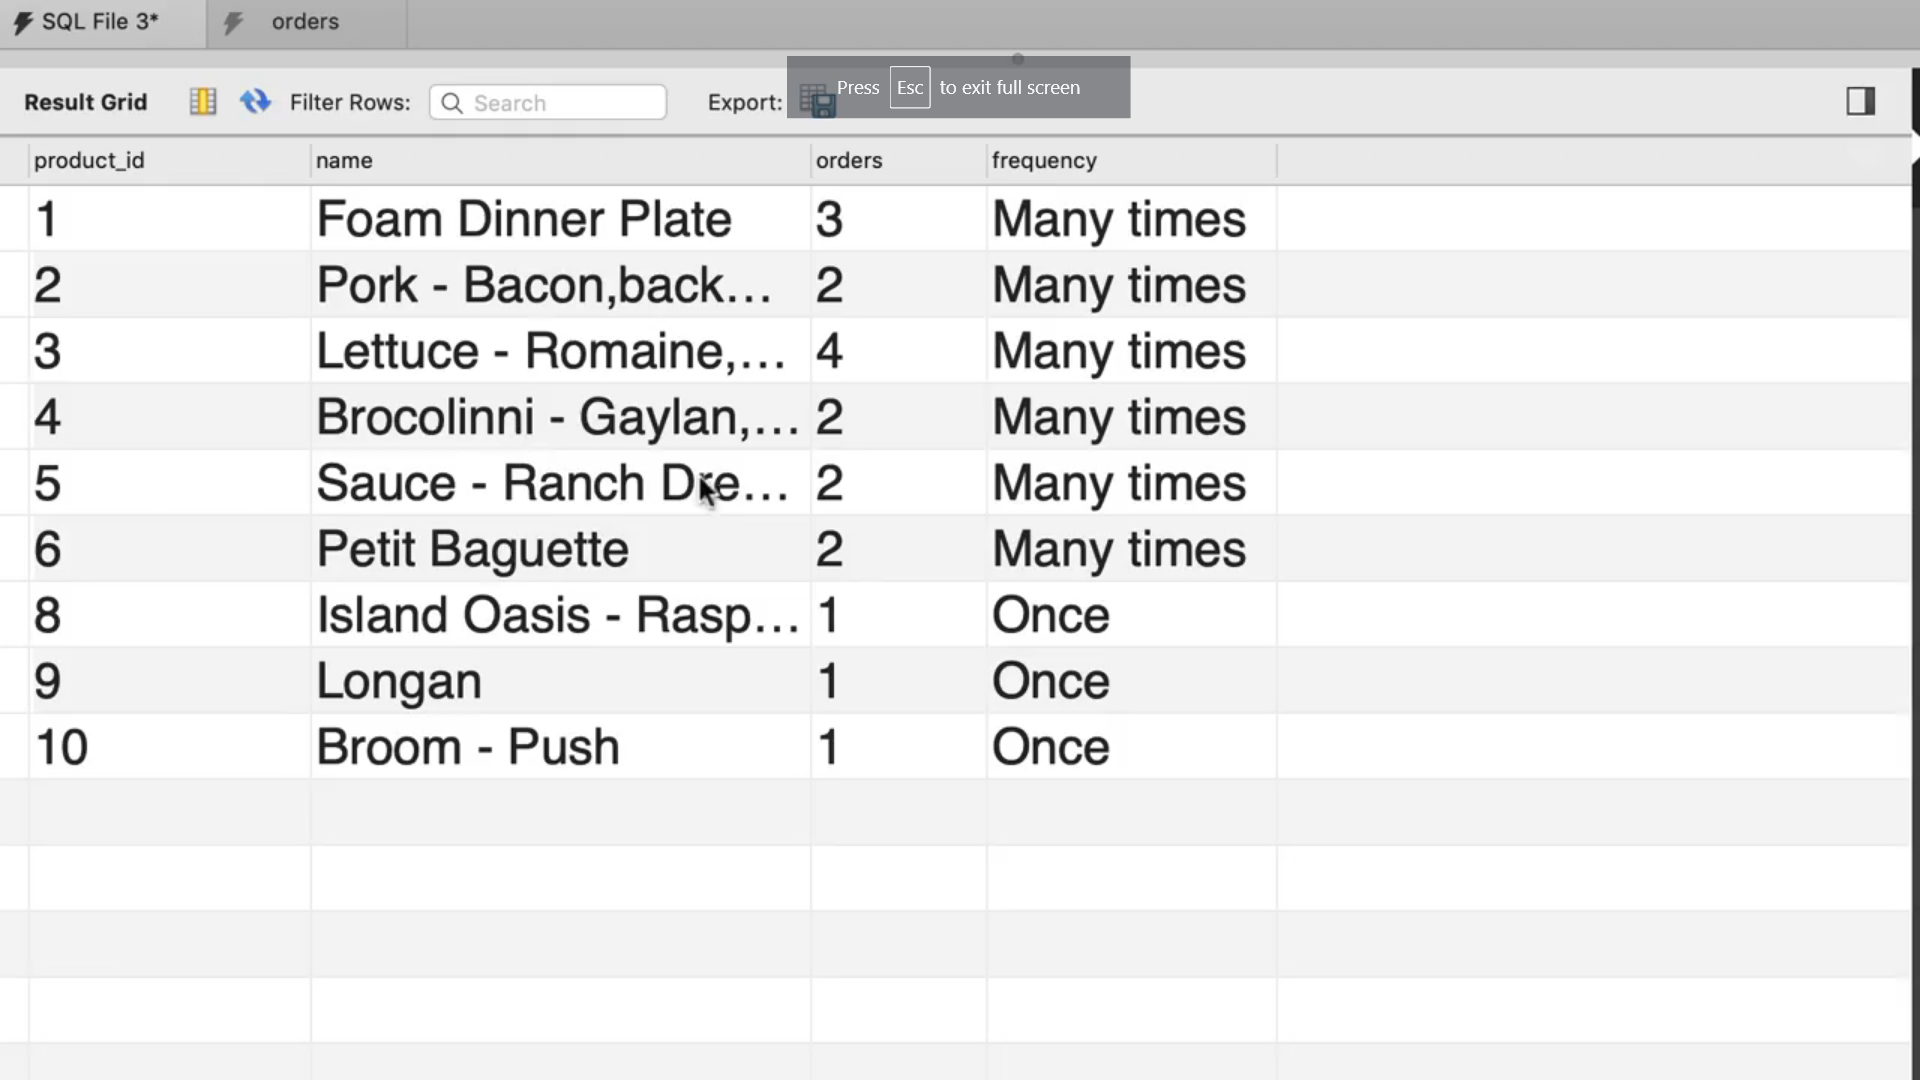 SQL File 3* orders
Result Grid Filter Rows: Search Export: Press Esc to exit full screen
product_id name orders frequency
1 Foam Dinner Plate 3 Many times
2 Pork - Bacon,back... 2 Many times
3 Lettuce - Romaine,... 4 Many times
4 Brocolinni - Gaylan,... 2 Many times
5 Sauce - Ranch Dre... 2 Many times
6 Petit Baguette 2 Many times
8 Island Oasis - Rasp... 1 Once
9 Longan 1 Once
10 Broom - Push 1 Once